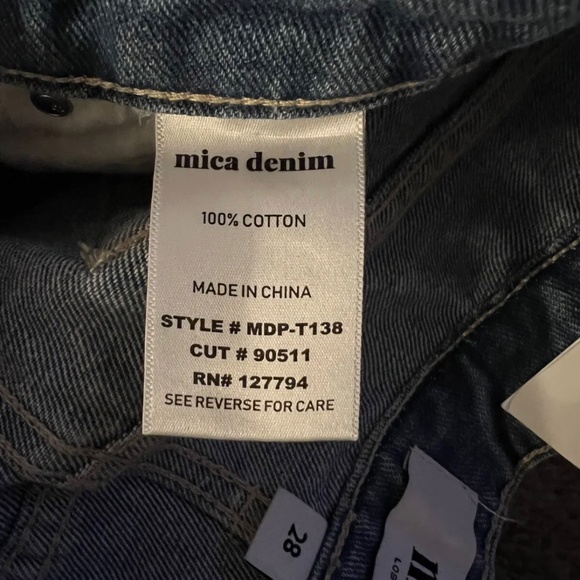 mica denim
100% COTTON
MADE IN CHINA
STYLE # MDP-T138
CUT # 90511
RN# 127794
SEE REVERSE FOR CARE
28